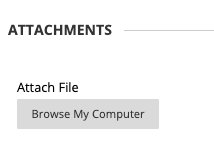 ATTACHMENTS
Attach File
Browse My Computer